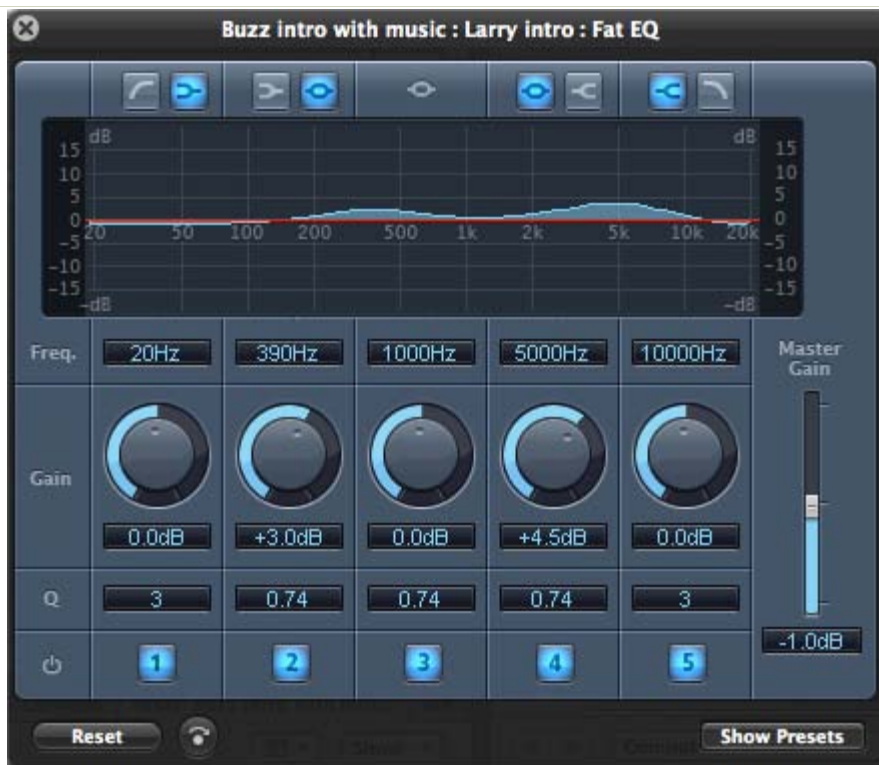 Buzz intro with music : Larry intro : Fat EQ
dB dB
15 15
10 10
5 5
0 0
20 50 100 200 500 1k 2k 5k 10k 20k
-5 -5
-10 -10
-15 -15
-dB -dB
Freq. 20Hz 390Hz 1000Hz 5000Hz 10000Hz Master Gain
Gain
0.0dB +3.0dB 0.0dB +4.5dB 0.0dB
Q 3 0.74 0.74 0.74 3
-1.0dB
1 2 3 4 5
Reset Show Presets